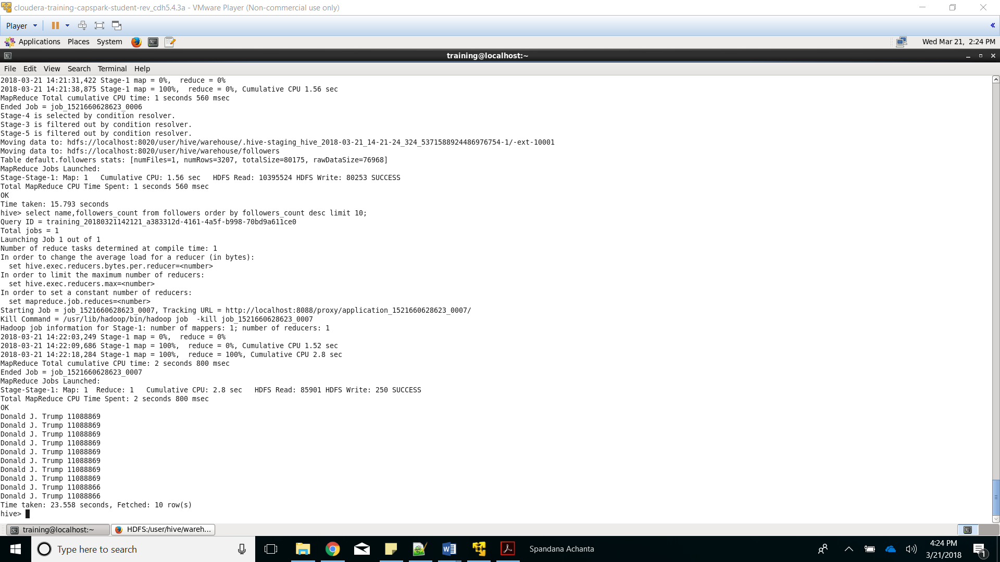 cloudera-training-capspark-student-rev_cdh5.4.3a - VMware Player (Non-commercial use only)
Player
Applications Places System Wed Mar 21, 2:24 PM
training@localhost:~
File Edit View Search Terminal Help
2018-03-21 14:21:31,422 Stage-1 map = 0%,  reduce = 0%
2018-03-21 14:21:38,875 Stage-1 map = 100%,  reduce = 0%, Cumulative CPU 1.56 sec
MapReduce Total cumulative CPU time: 1 seconds 560 msec
Ended Job = job_1521660628623_0006
Stage-4 is selected by condition resolver.
Stage-3 is filtered out by condition resolver.
Stage-5 is filtered out by condition resolver.
Moving data to: hdfs://localhost:8020/user/hive/warehouse/.hive-staging_hive_2018-03-21_14-21-24_324_5371588924486976754-1/-ext-10001
Moving data to: hdfs://localhost:8020/user/hive/warehouse/followers
Table default.followers stats: [numFiles=1, numRows=3207, totalSize=80175, rawDataSize=76968]
MapReduce Jobs Launched:
Stage-Stage-1: Map: 1   Cumulative CPU: 1.56 sec   HDFS Read: 10395524 HDFS Write: 80253 SUCCESS
Total MapReduce CPU Time Spent: 1 seconds 560 msec
OK
Time taken: 15.793 seconds
hive> select name,followers_count from followers order by followers_count desc limit 10;
Query ID = training_20180321142121_a383312d-4161-4a5f-b998-70bd9a611ce0
Total jobs = 1
Launching Job 1 out of 1
Number of reduce tasks determined at compile time: 1
In order to change the average load for a reducer (in bytes):
  set hive.exec.reducers.bytes.per.reducer=<number>
In order to limit the maximum number of reducers:
  set hive.exec.reducers.max=<number>
In order to set a constant number of reducers:
  set mapreduce.job.reduces=<number>
Starting Job = job_1521660628623_0007, Tracking URL = http://localhost:8088/proxy/application_1521660628623_0007/
Kill Command = /usr/lib/hadoop/bin/hadoop job  -kill job_1521660628623_0007
Hadoop job information for Stage-1: number of mappers: 1; number of reducers: 1
2018-03-21 14:22:03,249 Stage-1 map = 0%,  reduce = 0%
2018-03-21 14:22:09,686 Stage-1 map = 100%,  reduce = 0%, Cumulative CPU 1.52 sec
2018-03-21 14:22:18,284 Stage-1 map = 100%,  reduce = 100%, Cumulative CPU 2.8 sec
MapReduce Total cumulative CPU time: 2 seconds 800 msec
Ended Job = job_1521660628623_0007
MapReduce Jobs Launched:
Stage-Stage-1: Map: 1  Reduce: 1   Cumulative CPU: 2.8 sec   HDFS Read: 85901 HDFS Write: 250 SUCCESS
Total MapReduce CPU Time Spent: 2 seconds 800 msec
OK
Donald J. Trump 11088869
Donald J. Trump 11088869
Donald J. Trump 11088869
Donald J. Trump 11088869
Donald J. Trump 11088869
Donald J. Trump 11088869
Donald J. Trump 11088869
Donald J. Trump 11088869
Donald J. Trump 11088866
Donald J. Trump 11088866
Time taken: 23.558 seconds, Fetched: 10 row(s)
hive>
training@localhost:~ HDFS:/user/hive/wareh...
Type here to search Spandana Achanta 4:24 PM
3/21/2018
1